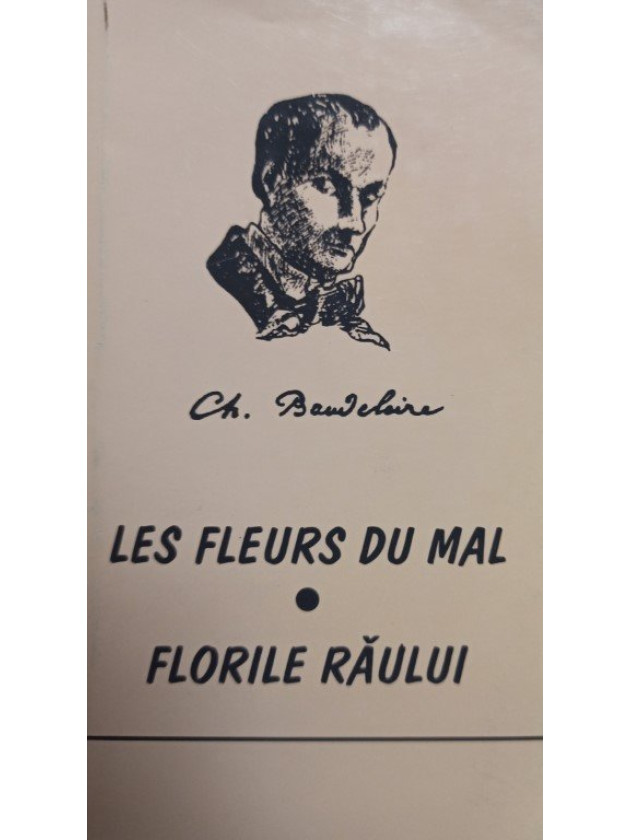 Ch. Baudelaire
LES FLEURS DU MAL
FLORILE RĂULUI